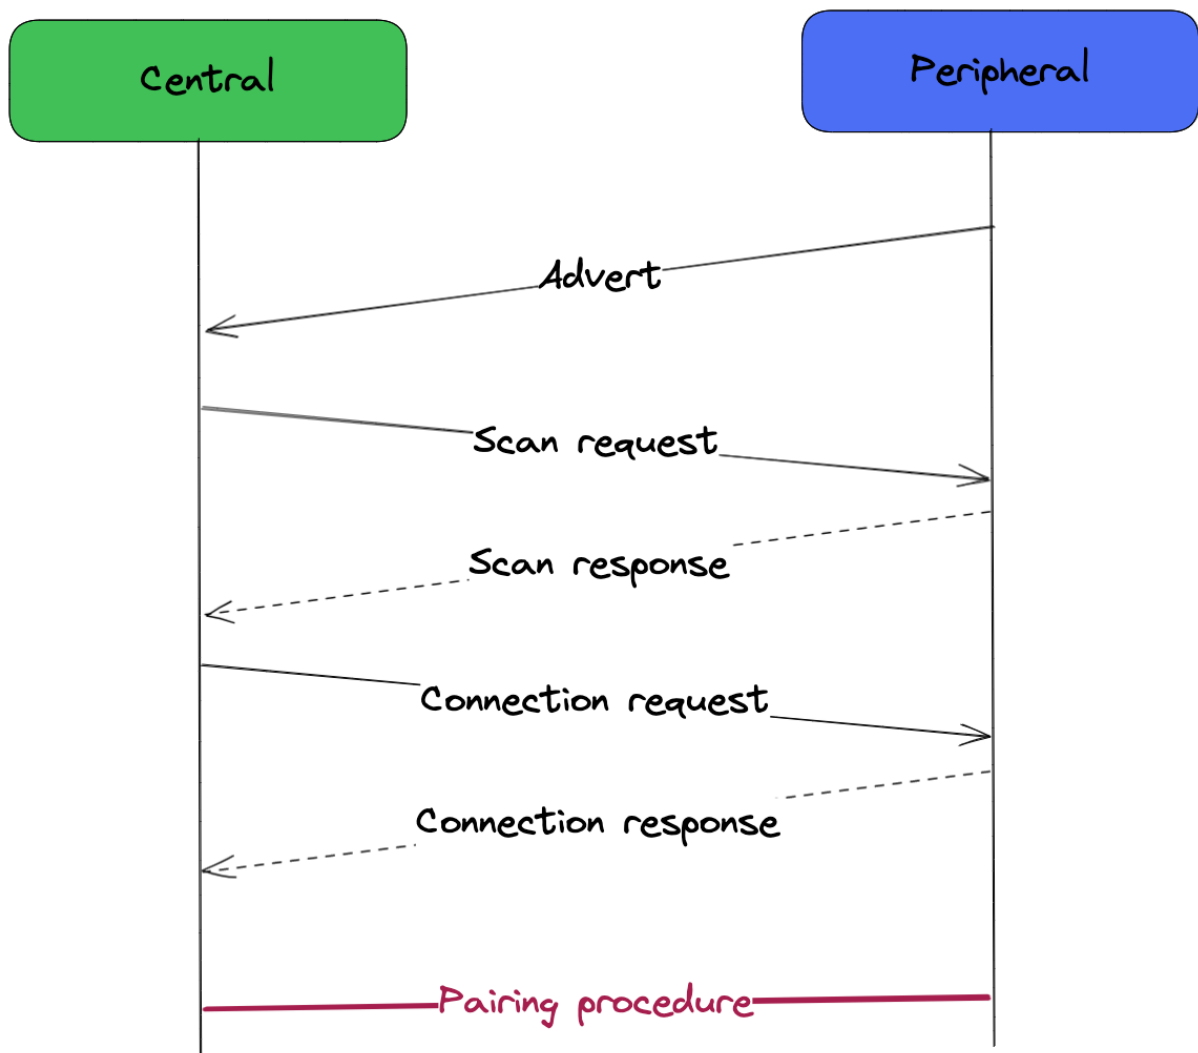 Central
Peripheral
Advert
Scan request
Scan response
Connection request
Connection response
Pairing procedure